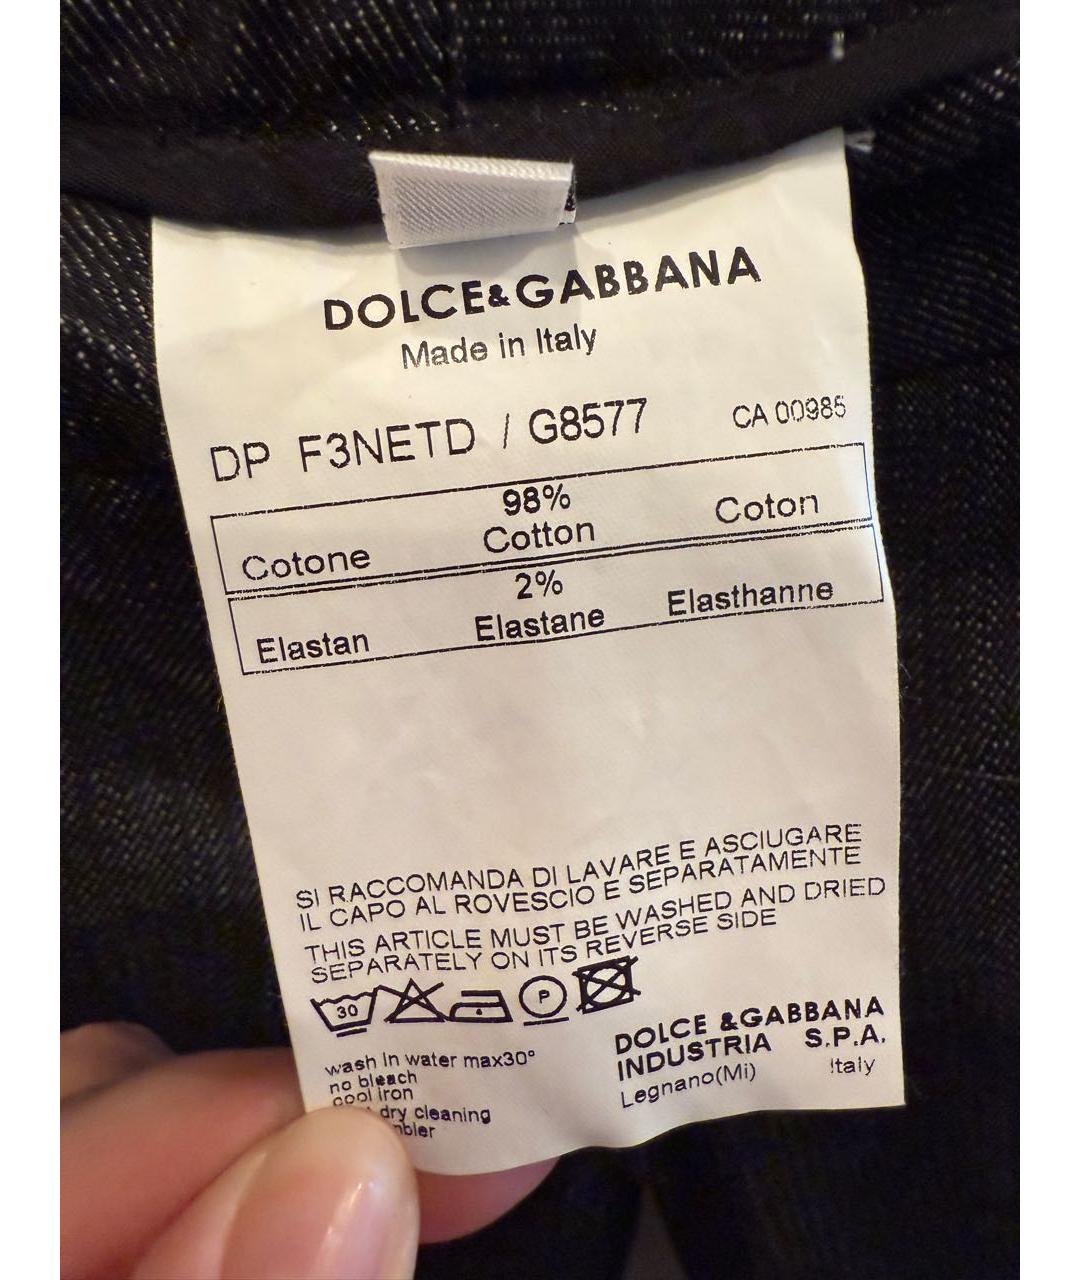 DOLCE&GABBANA
Made in Italy
DP F3NETD / G8577 CA 00985
98%
Cotone Cotton Coton
2%
Elastan Elastane Elasthanne
SI RACCOMANDA DI LAVARE E ASCIUGARE
IL CAPO AL ROVESCIO E SEPARATAMENTE
THIS ARTICLE MUST BE WASHED AND DRIED
SEPARATELY ON ITS REVERSE SIDE
30 P
wash in water max30°
no bleach
cool iron
dry cleaning
DOLCE &GABBANA
INDUSTRIA S.P.A.
Legnano(Mi) Italy